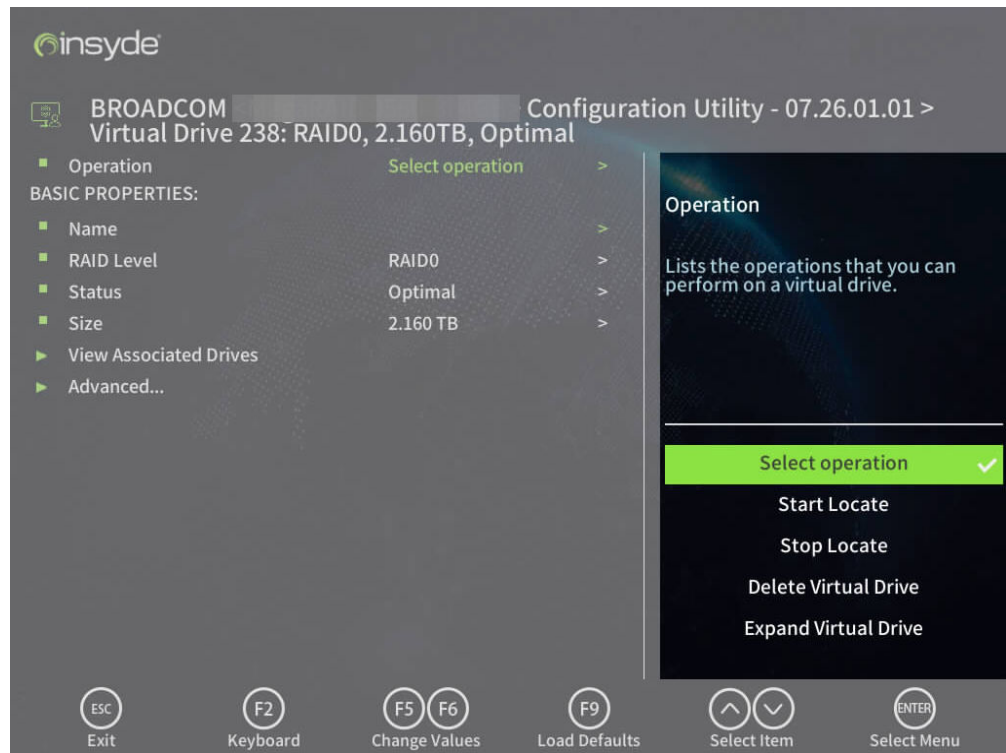 insyde
BROADCOM Configuration Utility - 07.26.01.01 >
Virtual Drive 238: RAID0, 2.160TB, Optimal
Operation Select operation >
BASIC PROPERTIES:
Name >
RAID Level RAID0 >
Status Optimal >
Size 2.160 TB >
View Associated Drives
Advanced...
Operation
Lists the operations that you can
perform on a virtual drive.
Select operation
Start Locate
Stop Locate
Delete Virtual Drive
Expand Virtual Drive
ESC F2 F5 F6 F9 ENTER
Exit Keyboard Change Values Load Defaults Select Item Select Menu